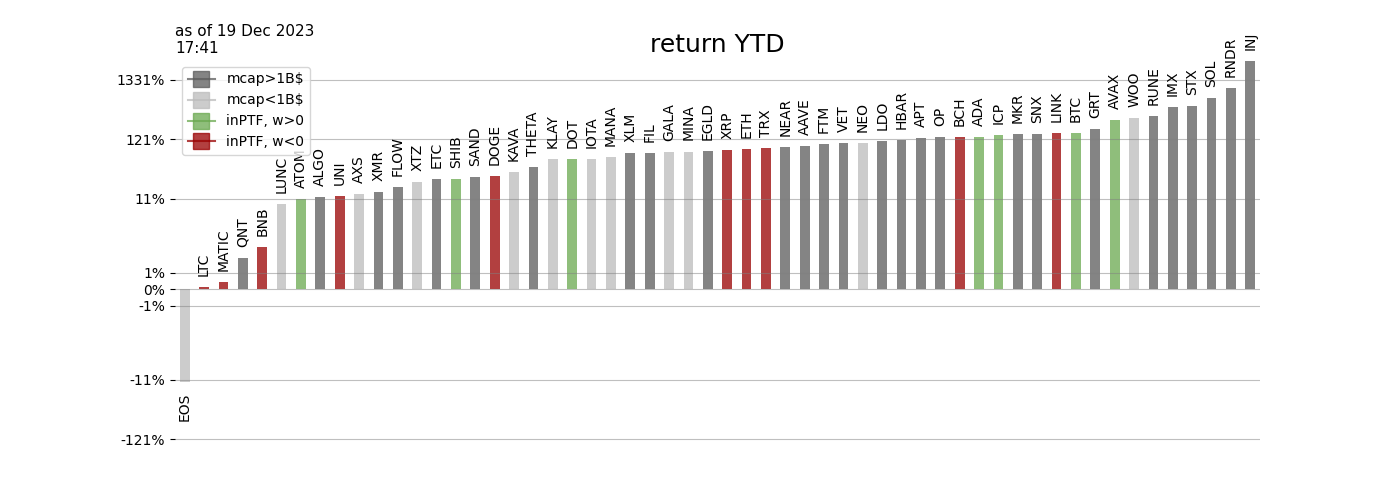 as of 19 Dec 2023
17:41
return YTD
mcap>1B$
mcap<1B$
inPTF, w>0
inPTF, w<0
1331%
121%
11%
1%
0%
-1%
-11%
-121%
EOS
LTC
MATIC
QNT
BNB
LUNC
ATOM
ALGO
UNI
AXS
XMR
FLOW
XTZ
ETC
SHIB
SAND
DOGE
KAVA
THETA
KLAY
DOT
IOTA
MANA
XLM
FIL
GALA
MINA
EGLD
XRP
ETH
TRX
NEAR
AAVE
FTM
VET
NEO
LDO
HBAR
APT
OP
BCH
ADA
ICP
MKR
SNX
LINK
BTC
GRT
AVAX
WOO
RUNE
IMX
STX
SOL
RNDR
INJ